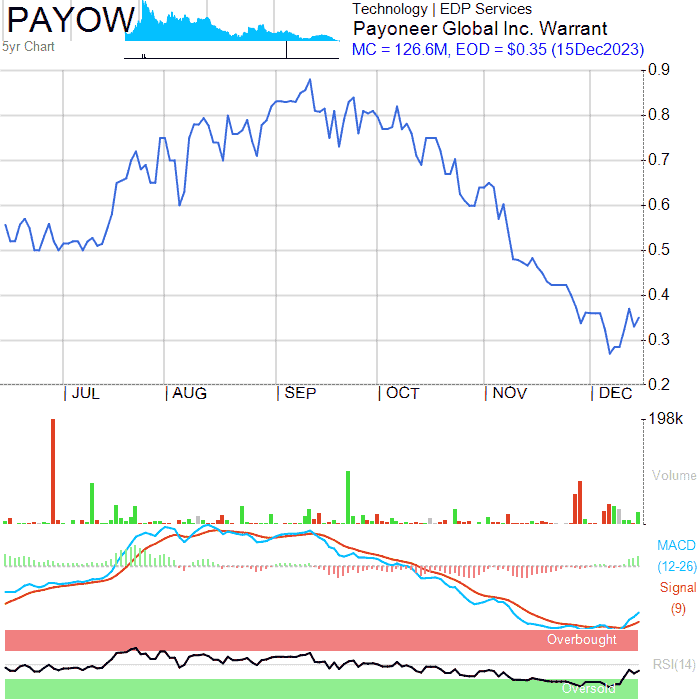 PAYOW
Technology | EDP Services
Payoneer Global Inc. Warrant
5yr Chart
MC = 126.6M, EOD = $0.35 (15Dec2023)
0.9
0.8
0.7
0.6
0.5
0.4
0.3
0.2
JUL AUG SEP OCT NOV DEC
198k
Volume
MACD
(12-26)
Signal
(9)
Overbought
RSI(14)
Oversold